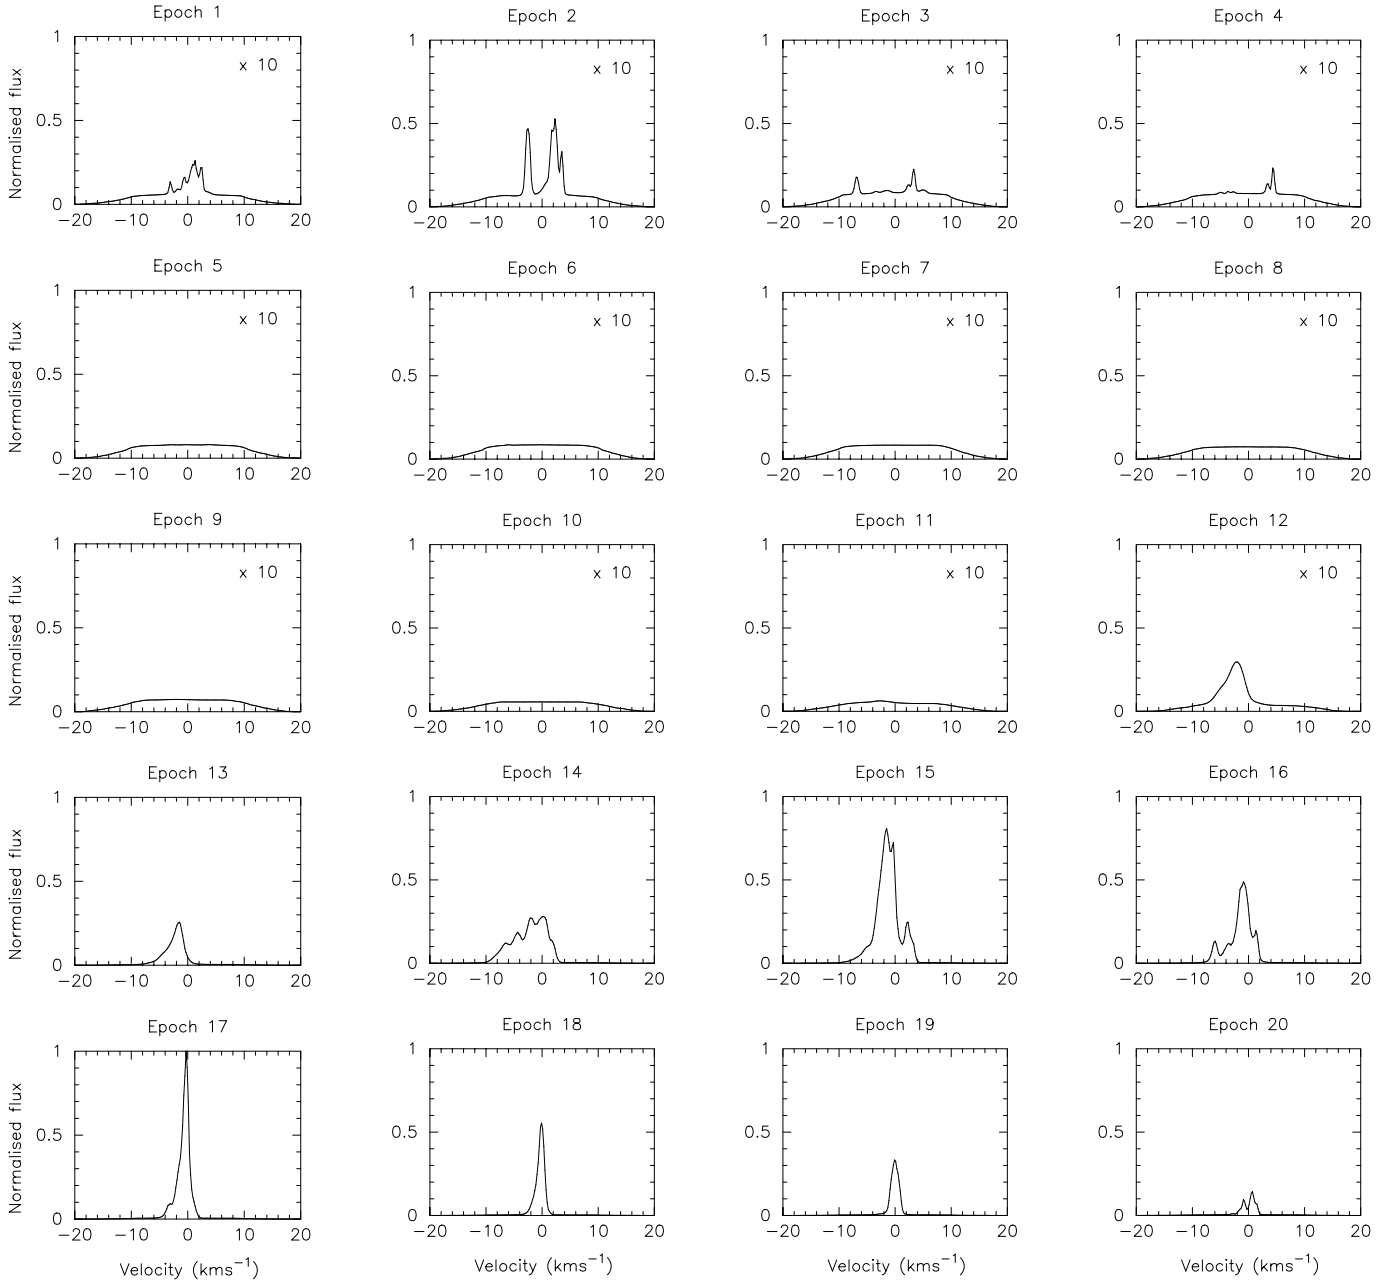 Epoch 1 Epoch 2 Epoch 3 Epoch 4
Normalised flux
x 10 x 10 x 10 x 10
1 1 1 1
0.5 0.5 0.5 0.5
0 0 0 0
−20 −10 0 10 20 −20 −10 0 10 20 −20 −10 0 10 20 −20 −10 0 10 20
Epoch 5 Epoch 6 Epoch 7 Epoch 8
Normalised flux
x 10 x 10 x 10 x 10
1 1 1 1
0.5 0.5 0.5 0.5
0 0 0 0
−20 −10 0 10 20 −20 −10 0 10 20 −20 −10 0 10 20 −20 −10 0 10 20
Epoch 9 Epoch 10 Epoch 11 Epoch 12
Normalised flux
x 10 x 10 x 10 x 10
1 1 1 1
0.5 0.5 0.5 0.5
0 0 0 0
−20 −10 0 10 20 −20 −10 0 10 20 −20 −10 0 10 20 −20 −10 0 10 20
Epoch 13 Epoch 14 Epoch 15 Epoch 16
Normalised flux
1 1 1 1
0.5 0.5 0.5 0.5
0 0 0 0
−20 −10 0 10 20 −20 −10 0 10 20 −20 −10 0 10 20 −20 −10 0 10 20
Epoch 17 Epoch 18 Epoch 19 Epoch 20
Normalised flux
1 1 1 1
0.5 0.5 0.5 0.5
0 0 0 0
−20 −10 0 10 20 −20 −10 0 10 20 −20 −10 0 10 20 −20 −10 0 10 20
Velocity (kms⁻¹) Velocity (kms⁻¹) Velocity (kms⁻¹) Velocity (kms⁻¹)